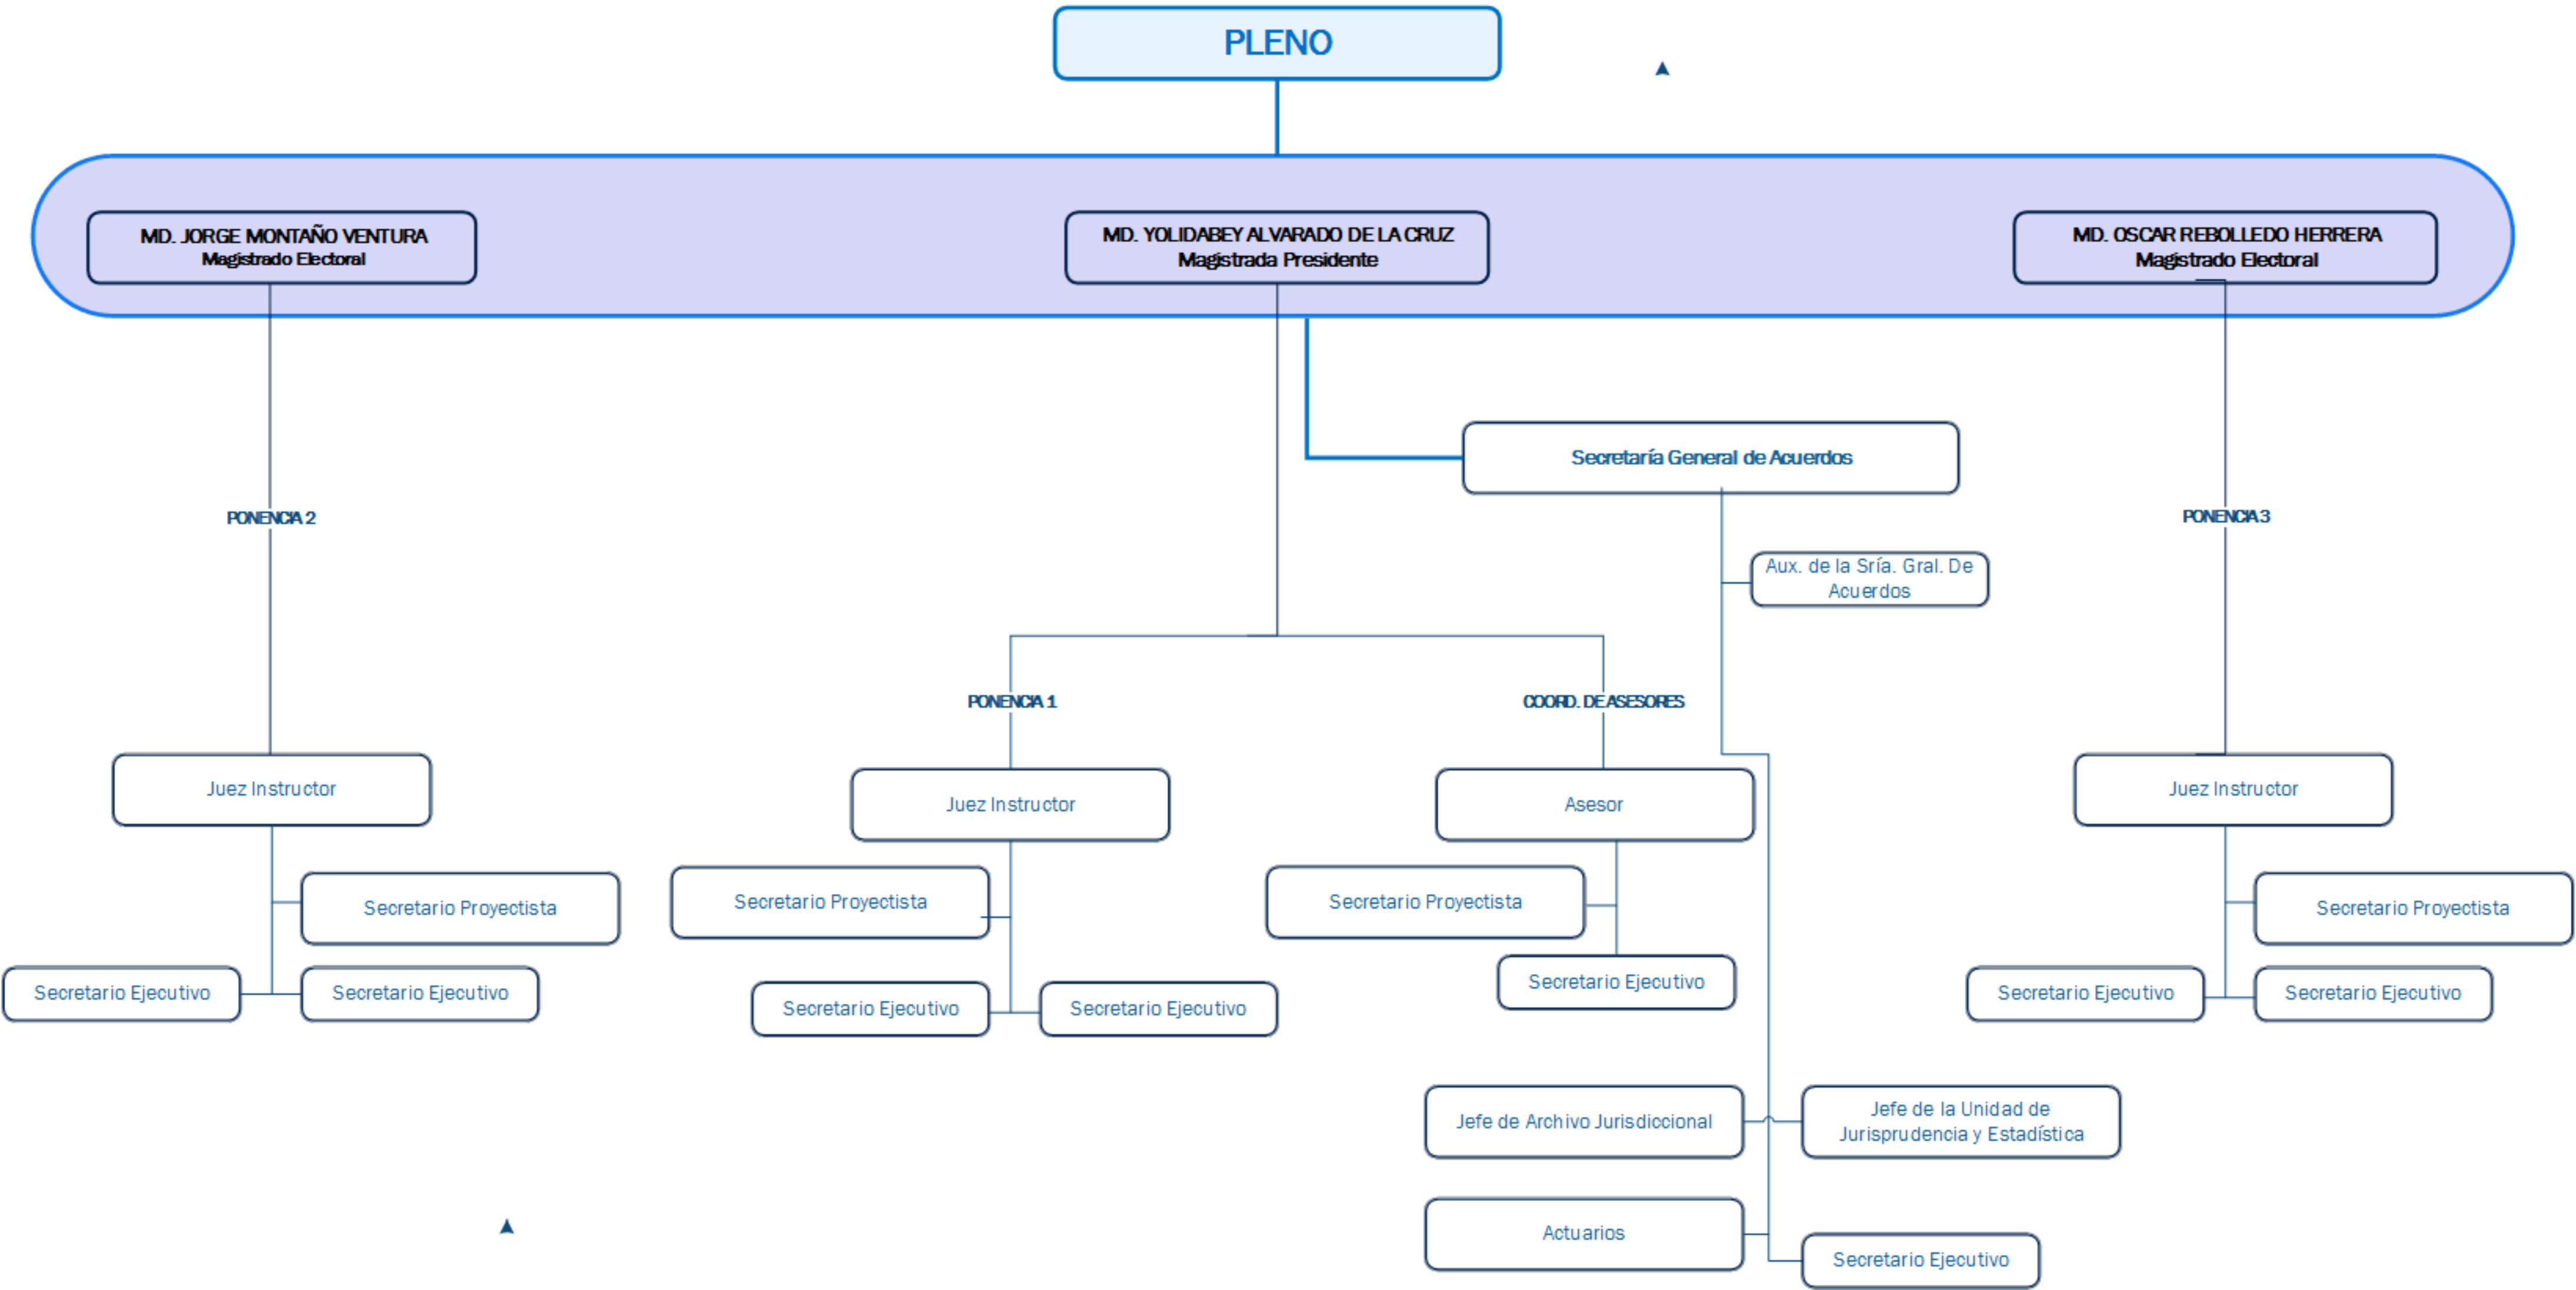 PLENO
MD. JORGE MONTAÑO VENTURA
Magistrado Electoral
MD. YOLIDABEY ALVARADO DE LA CRUZ
Magistrada Presidente
MD. OSCAR REBOLLEDO HERRERA
Magistrado Electoral
Secretaría General de Acuerdos
PONENCIA 2
PONENCIA 3
Aux. de la Sría. Gral. De
Acuerdos
PONENCIA 1
COORD. DE ASESORES
Juez Instructor
Juez Instructor
Asesor
Juez Instructor
Secretario Proyectista
Secretario Proyectista
Secretario Proyectista
Secretario Proyectista
Secretario Ejecutivo
Secretario Ejecutivo
Secretario Ejecutivo
Secretario Ejecutivo
Secretario Ejecutivo
Secretario Ejecutivo
Secretario Ejecutivo
Jefe de Archivo Jurisdiccional
Jefe de la Unidad de
Jurisprudencia y Estadística
Actuarios
Secretario Ejecutivo